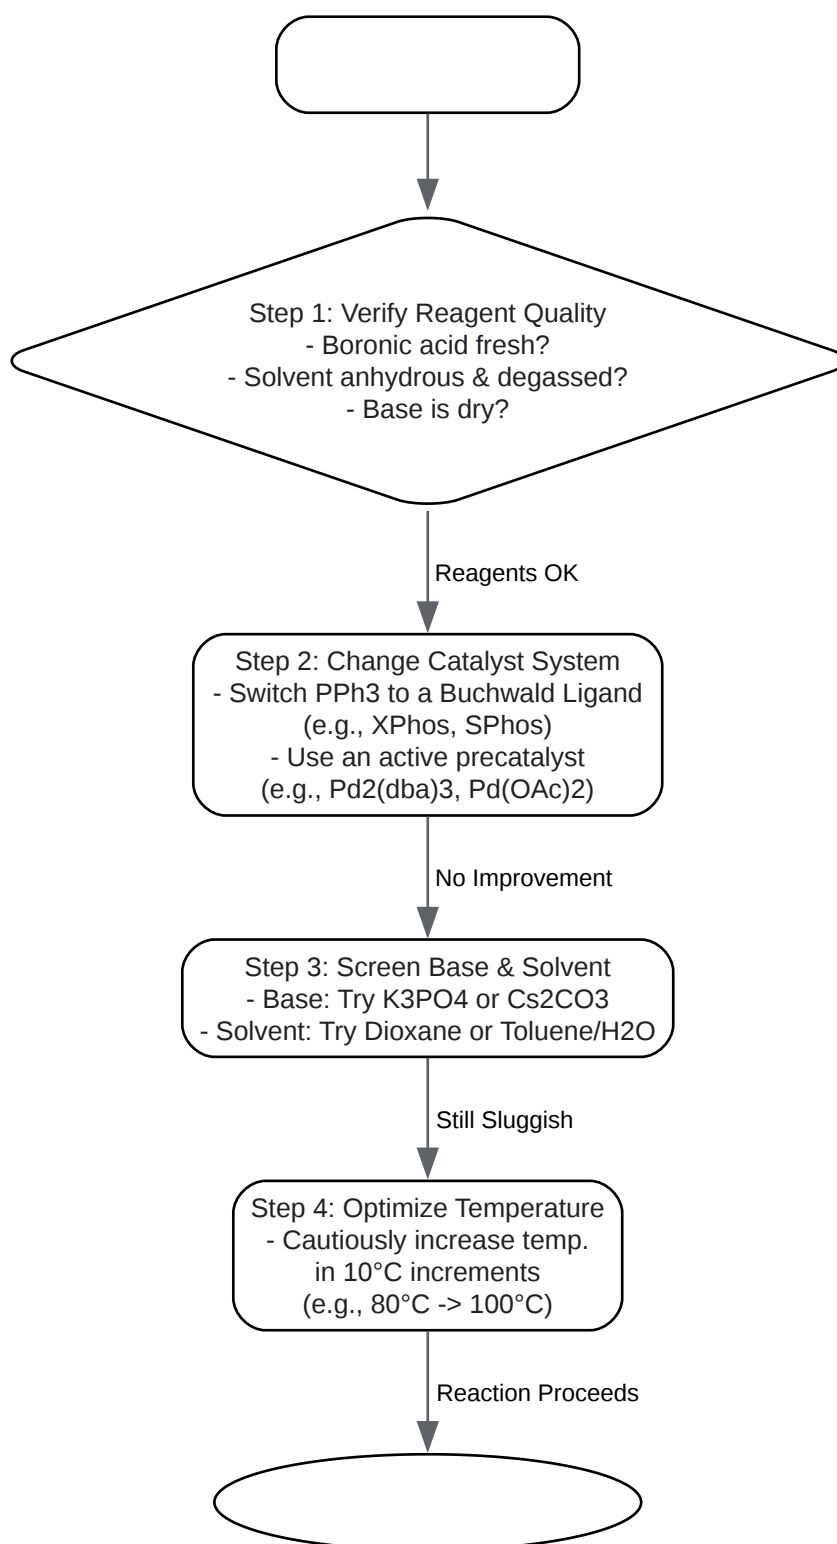 Step 1: Verify Reagent Quality
- Boronic acid fresh?
- Solvent anhydrous & degassed?
- Base is dry?
Reagents OK
Step 2: Change Catalyst System
- Switch PPh3 to a Buchwald Ligand
(e.g., XPhos, SPhos)
- Use an active precatalyst
(e.g., Pd2(dba)3, Pd(OAc)2)
No Improvement
Step 3: Screen Base & Solvent
- Base: Try K3PO4 or Cs2CO3
- Solvent: Try Dioxane or Toluene/H2O
Still Sluggish
Step 4: Optimize Temperature
- Cautiously increase temp.
in 10°C increments
(e.g., 80°C -> 100°C)
Reaction Proceeds